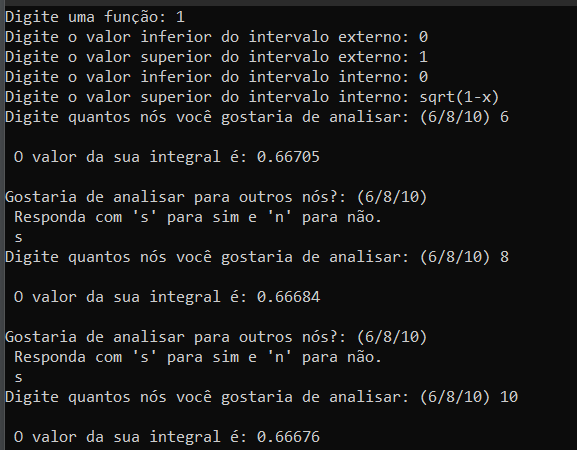 Digite uma função: 1
Digite o valor inferior do intervalo externo: 0
Digite o valor superior do intervalo externo: 1
Digite o valor inferior do intervalo interno: 0
Digite o valor superior do intervalo interno: sqrt(1-x)
Digite quantos nós você gostaria de analisar: (6/8/10) 6
O valor da sua integral é: 0.66705
Gostaria de analisar para outros nós?: (6/8/10)
Responda com 's' para sim e 'n' para não.
s
Digite quantos nós você gostaria de analisar: (6/8/10) 8
O valor da sua integral é: 0.66684
Gostaria de analisar para outros nós?: (6/8/10)
Responda com 's' para sim e 'n' para não.
s
Digite quantos nós você gostaria de analisar: (6/8/10) 10
O valor da sua integral é: 0.66676